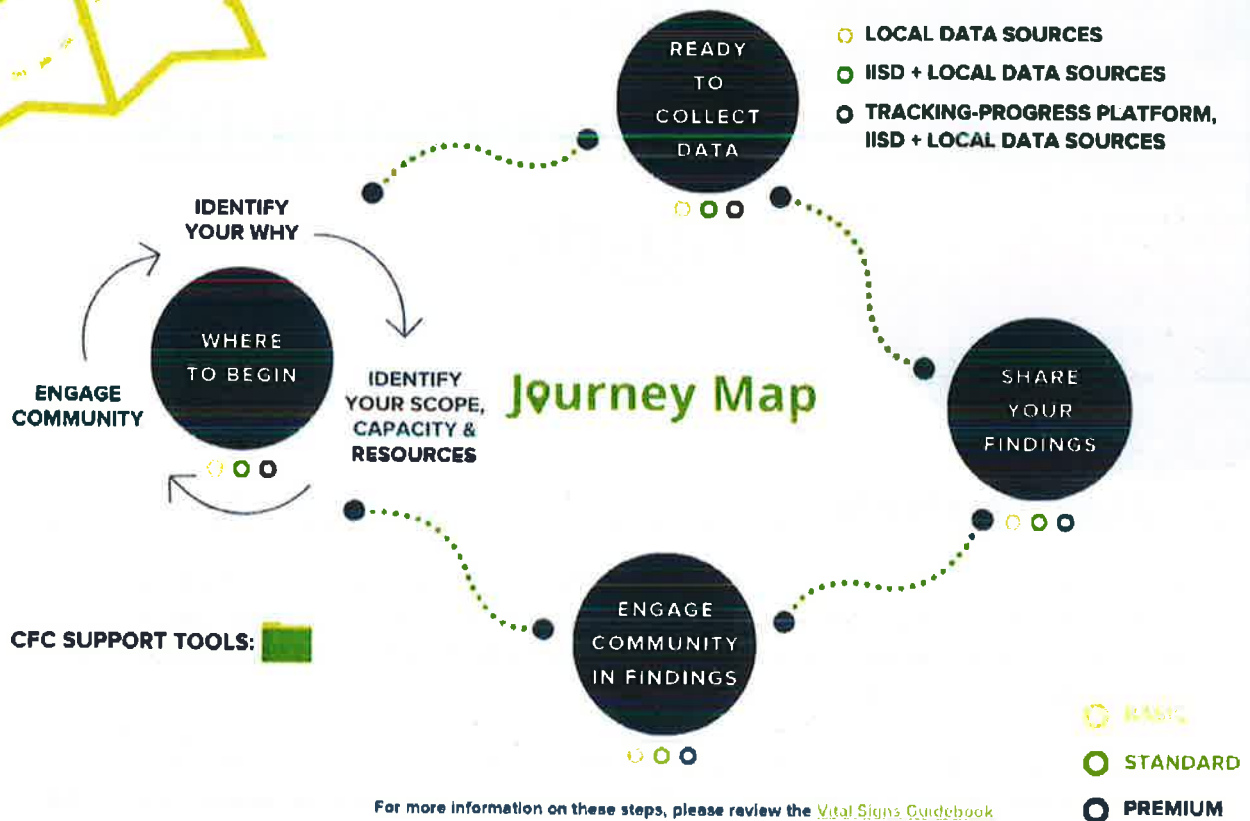 READY
TO
COLLECT
DATA
LOCAL DATA SOURCES
IISD + LOCAL DATA SOURCES
TRACKING-PROGRESS PLATFORM,
IISD + LOCAL DATA SOURCES
IDENTIFY
YOUR WHY
WHERE
TO BEGIN
ENGAGE
COMMUNITY
IDENTIFY
YOUR SCOPE,
CAPACITY &
RESOURCES
Journey Map
SHARE
YOUR
FINDINGS
ENGAGE
COMMUNITY
IN FINDINGS
CFC SUPPORT TOOLS:
BASIC
STANDARD
PREMIUM
For more information on these steps, please review the Vital Signs Guidebook